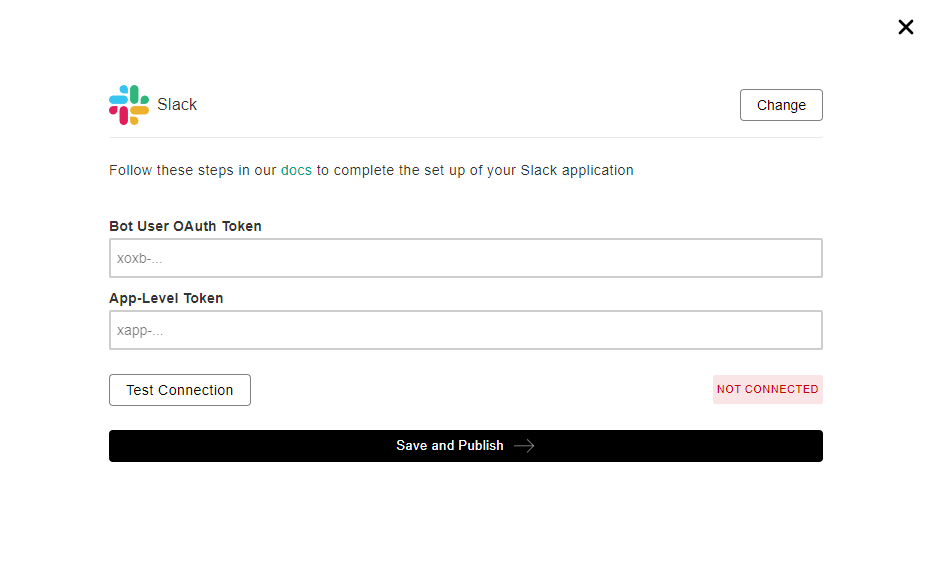 Slack
Change
Follow these steps in our docs to complete the set up of your Slack application
Bot User OAuth Token
xoxb-...
App-Level Token
xapp-...
Test Connection
NOT CONNECTED
Save and Publish